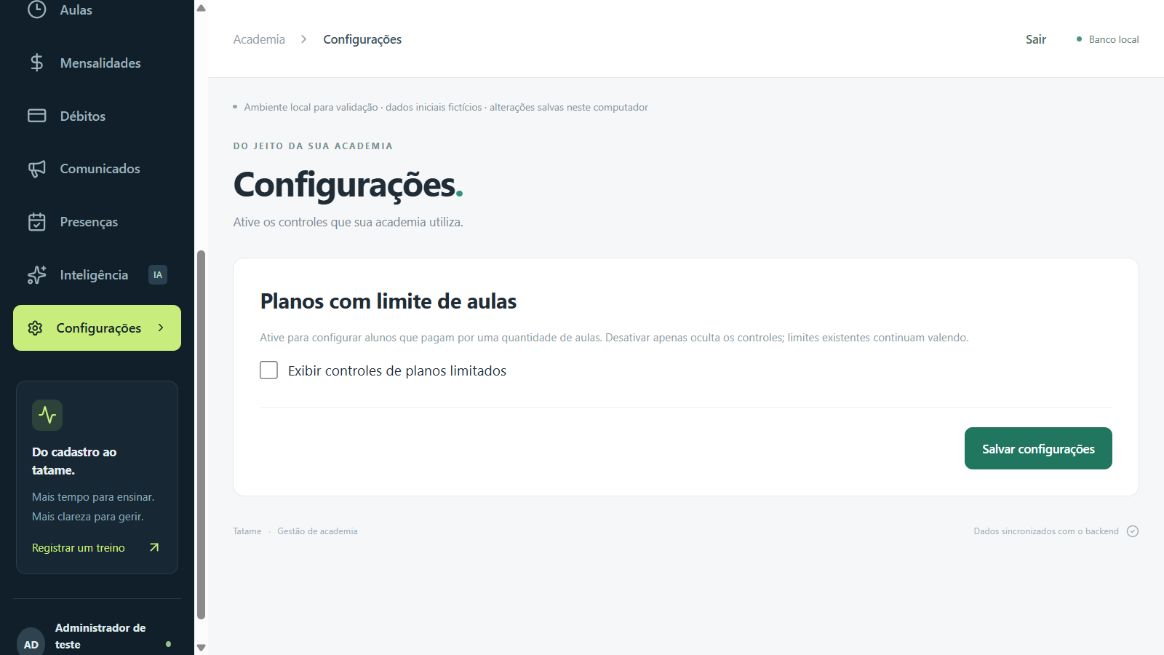 Aulas
Mensalidades
Débitos
Comunicados
Presenças
Inteligência IA
Configurações
Do cadastro ao
tatame.
Mais tempo para ensinar.
Mais clareza para gerir.
Registrar um treino
AD
Administrador de
teste
Academia
Configurações
Sair
Banco local
Ambiente local para validação · dados iniciais fictícios · alterações salvas neste computador
DO JEITO DA SUA ACADEMIA
Configurações.
Ative os controles que sua academia utiliza.
Planos com limite de aulas
Ative para configurar alunos que pagam por uma quantidade de aulas. Desativar apenas oculta os controles; limites existentes continuam valendo.
Exibir controles de planos limitados
Salvar configurações
Tatame · Gestão de academia
Dados sincronizados com o backend